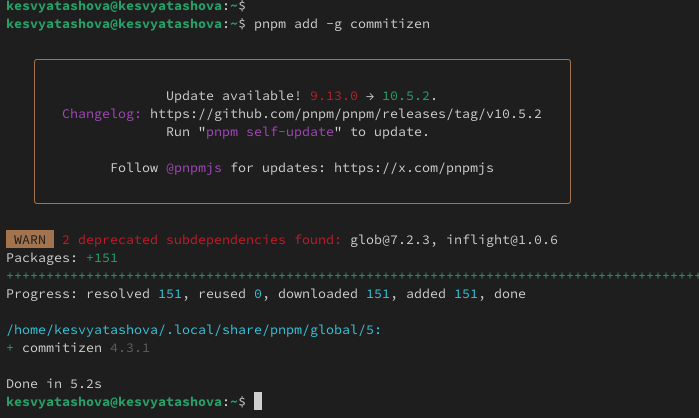 kesvyatashova@kesvyatashova:~$
kesvyatashova@kesvyatashova:~$ pnpm add -g commitizen
Update available! 9.13.0 → 10.5.2.
Changelog: https://github.com/pnpm/pnpm/releases/tag/v10.5.2
Run "pnpm self-update" to update.
Follow @pnpmjs for updates: https://x.com/pnpmjs
WARN 2 deprecated subdependencies found: glob@7.2.3, inflight@1.0.6
Packages: +151
++++++++++++++++++++++++++++++++++++++++++++++++++++++++++++++++++++++++++++++++++++++
Progress: resolved 151, reused 0, downloaded 151, added 151, done
/home/kesvyatashova/.local/share/pnpm/global/5:
+ commitizen 4.3.1
Done in 5.2s
kesvyatashova@kesvyatashova:~$